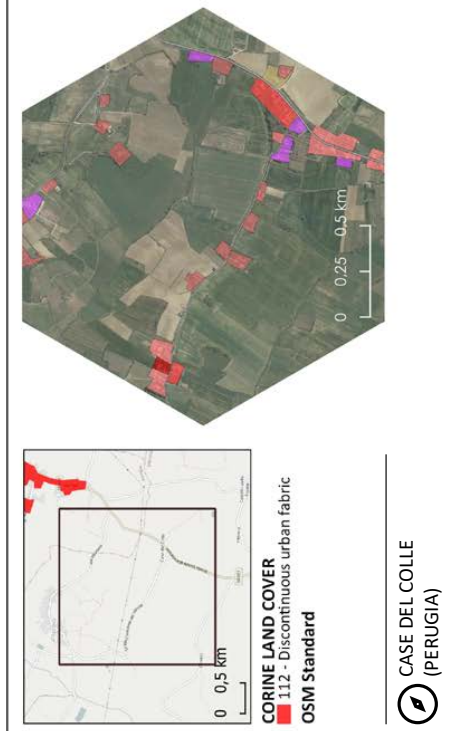 0 0,25 0,5 km
0 0,5 km
CORINE LAND COVER
112 - Discontinuous urban fabric
OSM Standard
CASE DEL COLLE
(PERUGIA)